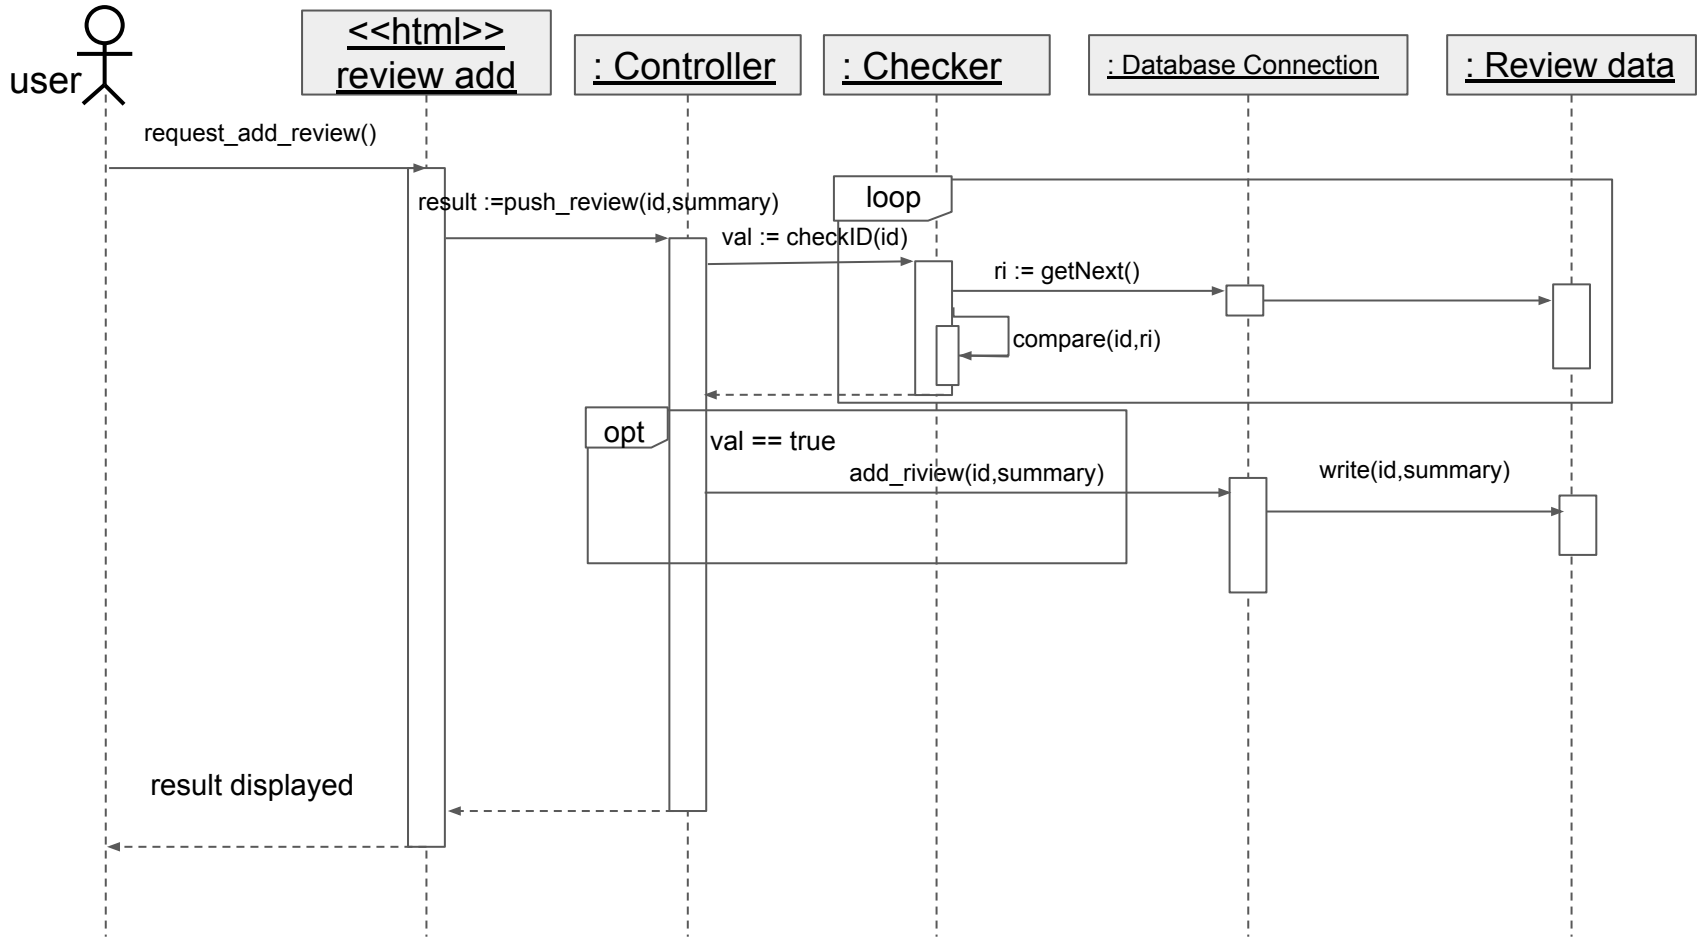 user
<<html>>
review add
: Controller
: Checker
: Database Connection
: Review data
request_add_review()
result :=push_review(id,summary)
loop
val := checkID(id)
ri := getNext()
compare(id,ri)
opt
val == true
add_riview(id,summary)
write(id,summary)
result displayed